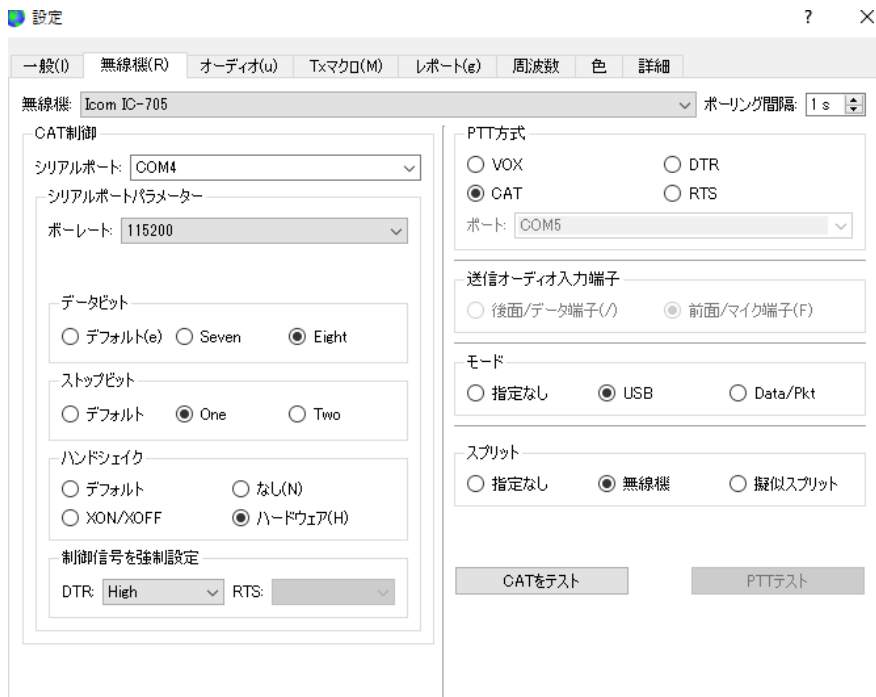 設定
?
一般(I) 無線機(R) オーディオ(u) Txマクロ(M) レポート(g) 周波数 色 詳細
無線機: Icom IC-705 ポーリング間隔: 1 s
CAT制御
シリアルポート: COM4
シリアルポートパラメーター
ボーレート: 115200
データビット
デフォルト(e) Seven Eight
ストップビット
デフォルト One Two
ハンドシェイク
デフォルト なし(N)
XON/XOFF ハードウェア(H)
制御信号を強制設定
DTR: High RTS:
PTT方式
VOX DTR
CAT RTS
ポート: COM5
送信オーディオ入力端子
後面/データ端子(/) 前面/マイク端子(F)
モード
指定なし USB Data/Pkt
スプリット
指定なし 無線機 擬似スプリット
CATをテスト PTTテスト